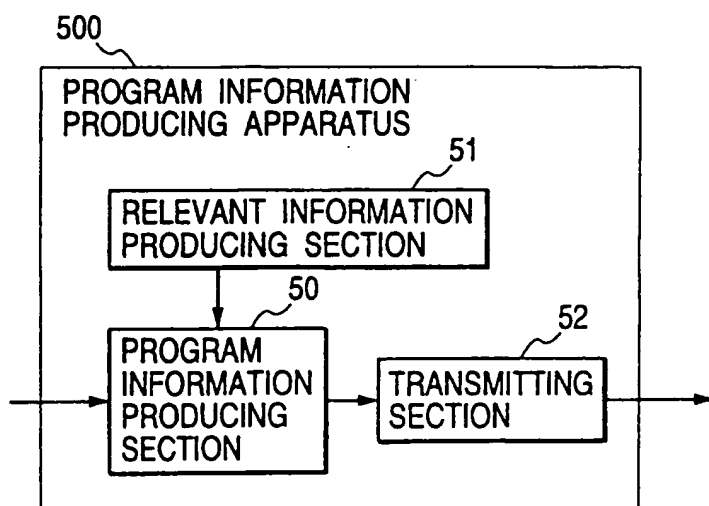 500
PROGRAM INFORMATION
PRODUCING APPARATUS
51
RELEVANT INFORMATION
PRODUCING SECTION
50
PROGRAM
INFORMATION
PRODUCING
SECTION
52
TRANSMITTING
SECTION